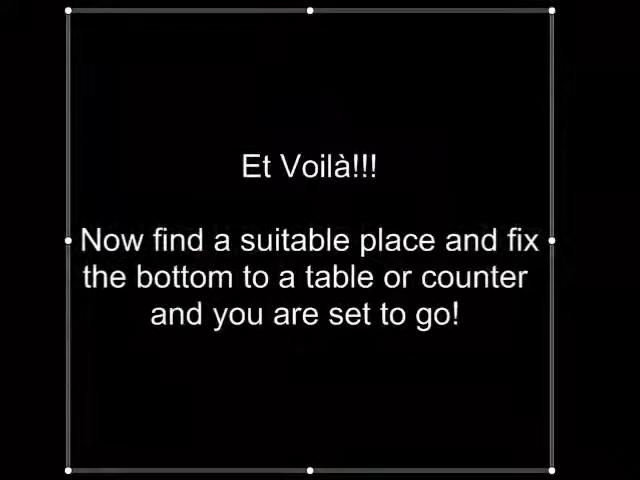 Et Voilà!!!
Now find a suitable place and fix
the bottom to a table or counter
and you are set to go!